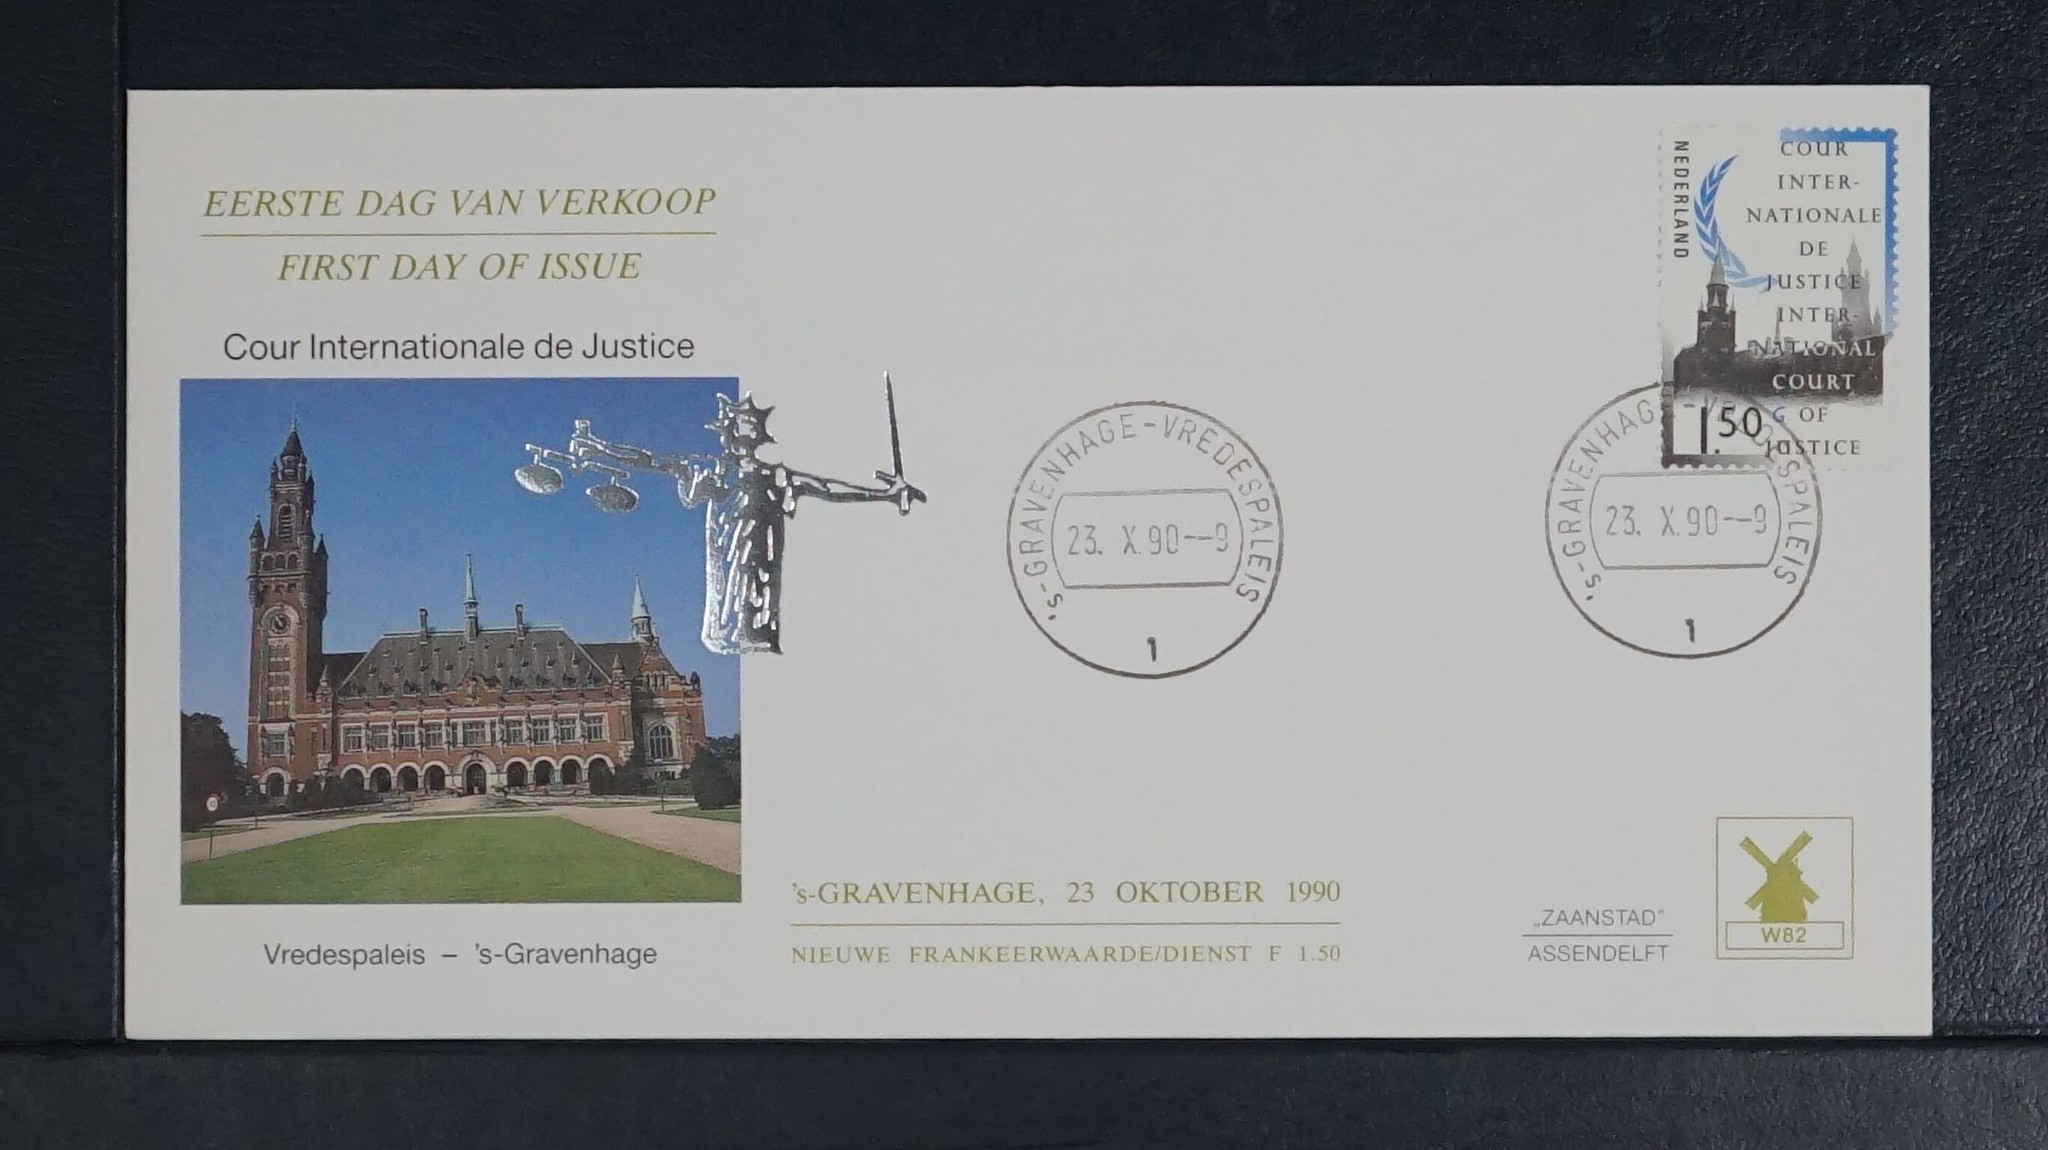 EERSTE DAG VAN VERKOOP
FIRST DAY OF ISSUE
Cour Internationale de Justice
Vredespaleis – 's-Gravenhage
's-GRAVENHAGE-VREDESPALEIS
23. X.90--9
1
NEDERLAND
COUR
INTER-
NATIONALE
DE
JUSTICE
INTER-
NATIONAL
COURT
OF
JUSTICE
1.50
's-GRAVENHAGE-VREDESPALEIS
23. X.90--9
1
's-GRAVENHAGE, 23 OKTOBER 1990
NIEUWE FRANKEERWAARDE/DIENST F 1.50
„ZAANSTAD”
ASSENDELFT
W82